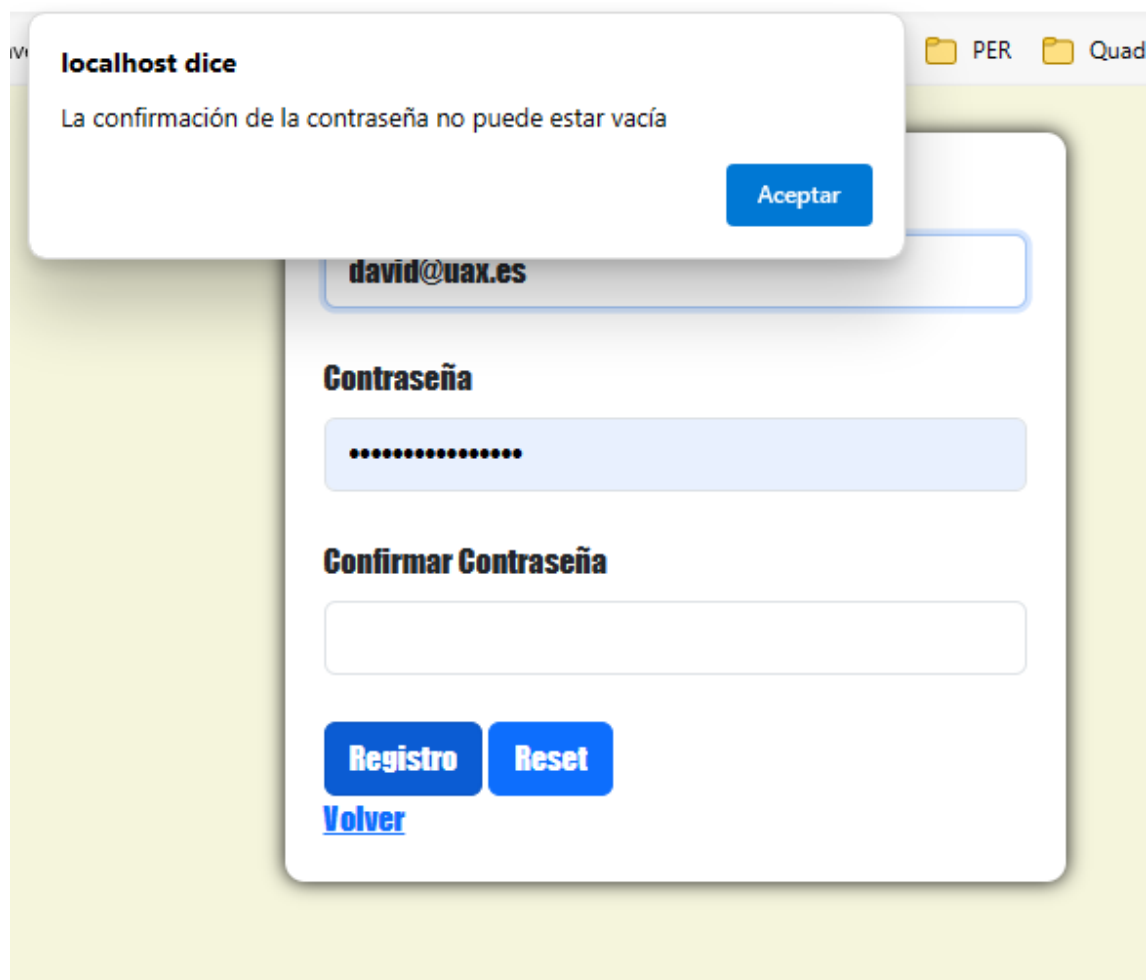 localhost dice
PER Quad
La confirmación de la contraseña no puede estar vacía
Aceptar
david@uax.es
Contraseña
Confirmar Contraseña
Registro Reset
Volver